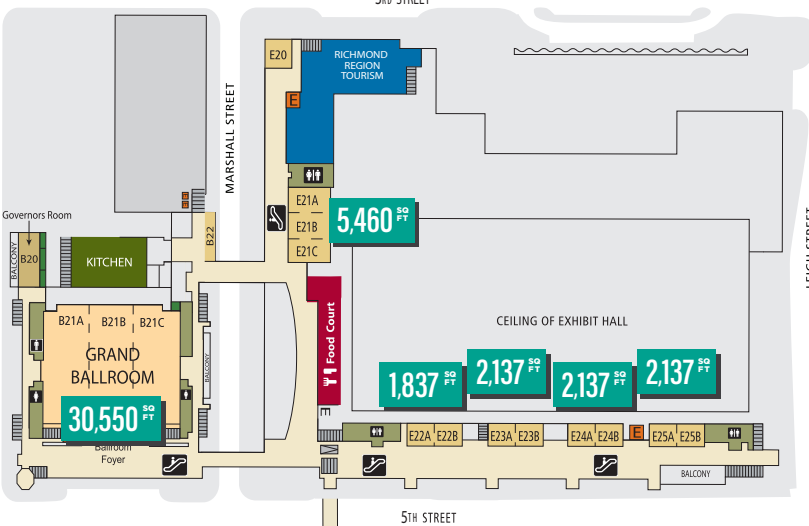 3RD STREET
E20
RICHMOND
REGION
TOURISM
E
MARSHALL STREET
E21A
E21B
E21C
5,460 SQ FT
Governors Room
BALCONY
B20
KITCHEN
B22
LEIGH STREET
B21A B21B B21C
GRAND
BALLROOM
30,550 SQ FT
BALCONY
Food Court
E
CEILING OF EXHIBIT HALL
1,837 SQ FT
2,137 SQ FT
2,137 SQ FT
2,137 SQ FT
E22A E22B
E23A E23B
E24A E24B
E
E25A E25B
Ballroom
Foyer
BALCONY
5TH STREET